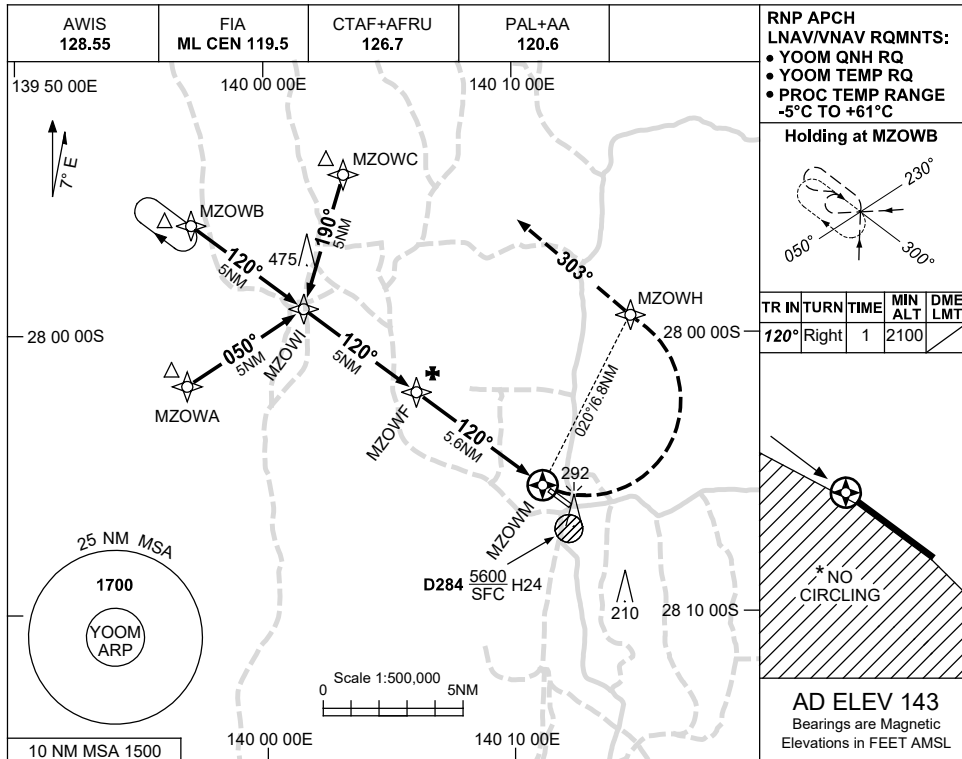 AWIS
128.55
FIA
ML CEN 119.5
CTAF+AFRU
126.7
PAL+AA
120.6
RNP APCH
LNAV/VNAV RQMNTS:
• YOOM QNH RQ
• YOOM TEMP RQ
• PROC TEMP RANGE
-5°C TO +61°C
139 50 00E
140 00 00E
140 10 00E
7° E
MZOWC
MZOWB
190°
5NM
120°
5NM
475
303°
MZOWH
050°
5NM
MZOWI
28 00 00S
28 00 00S
120°
5NM
MZOWA
MZOWF
020°/6.8NM
120°
5.6NM
292
MZOWM
D284 5600
SFC H24
210
28 10 00S
25 NM MSA
1700
YOOM
ARP
Scale 1:500,000
0
5NM
10 NM MSA 1500
140 00 00E
140 10 00E
Holding at MZOWB
230°
050°
300°
TR IN TURN TIME MIN ALT DME LMT
120° Right 1 2100
* NO
CIRCLING
AD ELEV 143
Bearings are Magnetic
Elevations in FEET AMSL